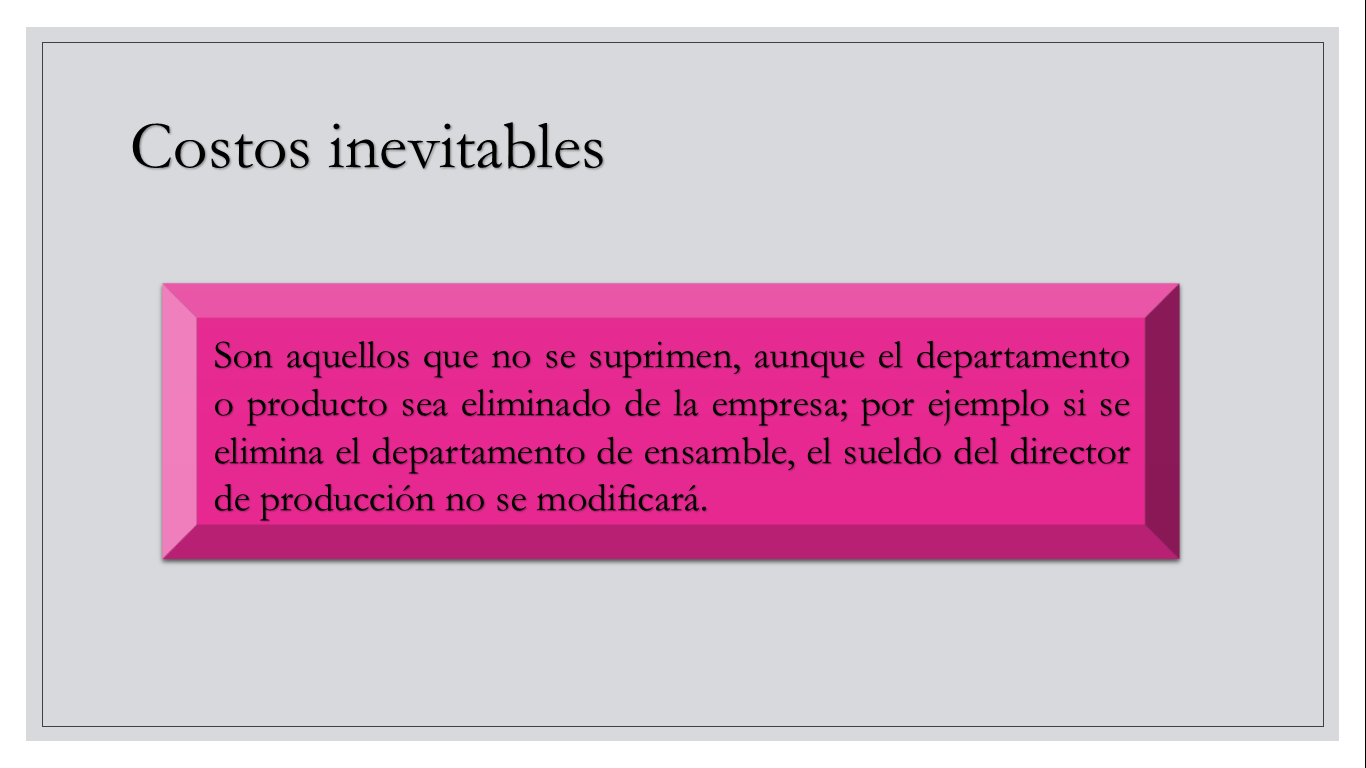 Costos inevitables
Son aquellos que no se suprimen, aunque el departamento
o producto sea eliminado de la empresa; por ejemplo si se
elimina el departamento de ensamble, el sueldo del director
de producción no se modificará.